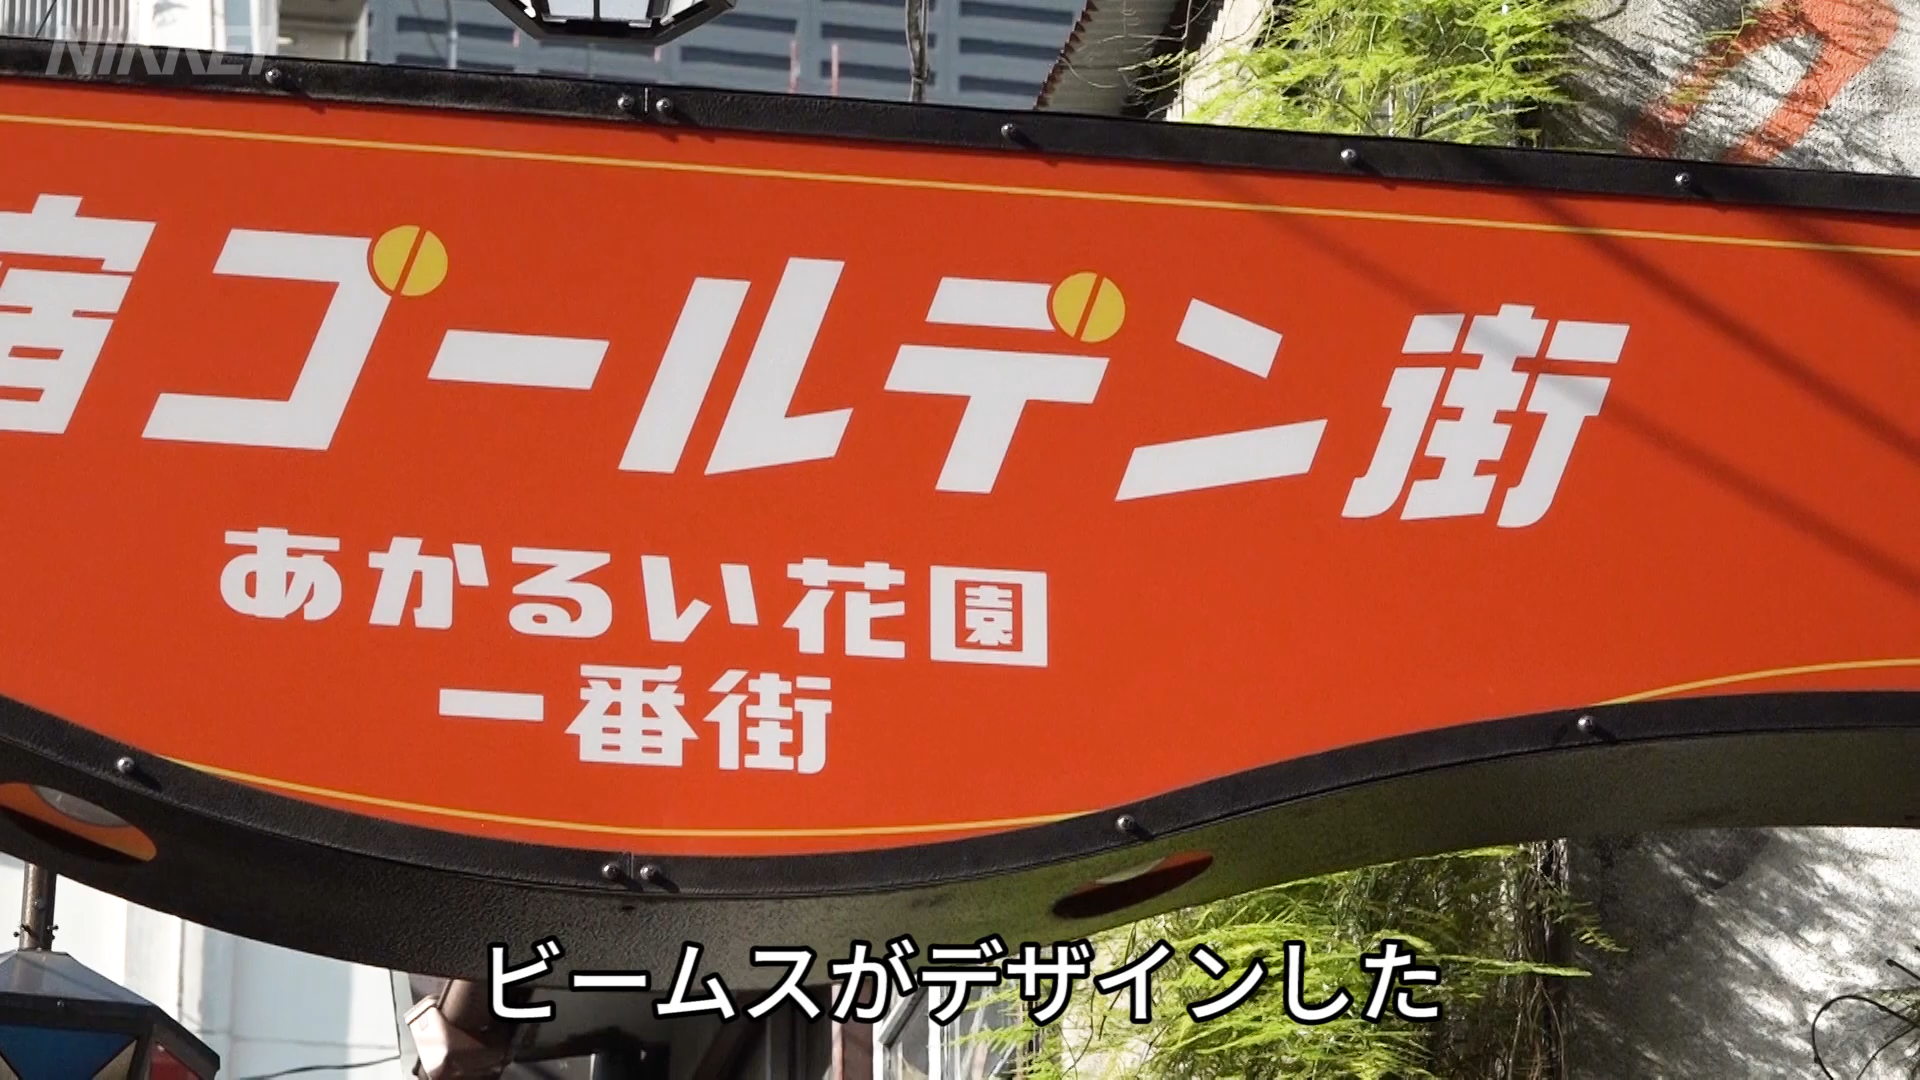 NIKKEI
宿ゴールデン街
あかるい花園
一番街
ビームスがデザインした